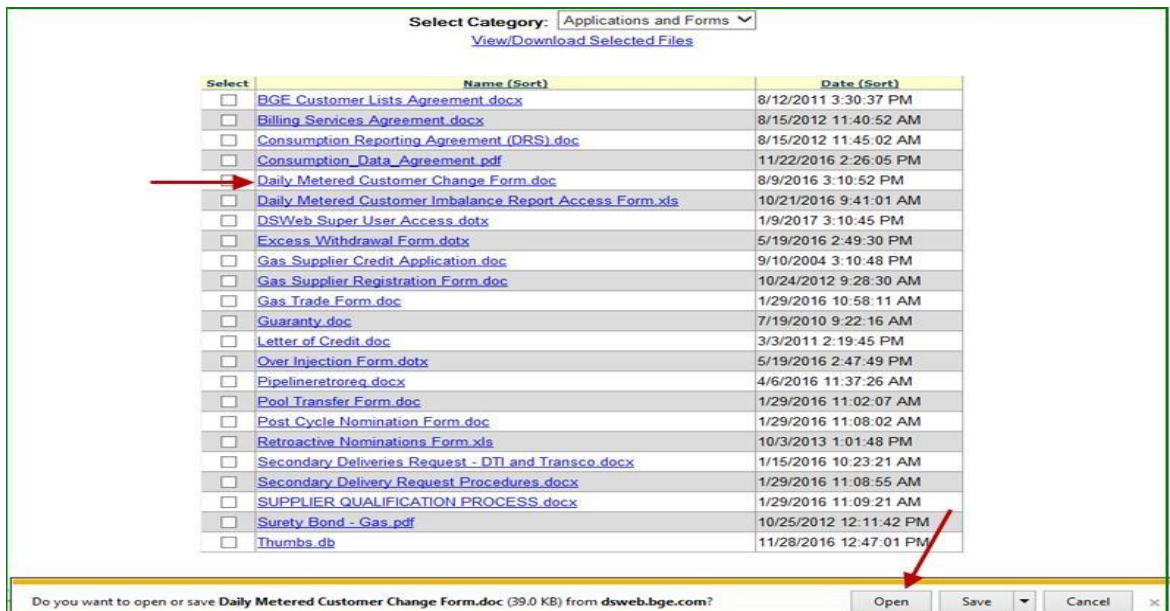 Select Category: Applications and Forms
View/Download Selected Files
Select Name (Sort) Date (Sort)
BGE Customer Lists Agreement.docx 8/12/2011 3:30:37 PM
Billing Services Agreement.docx 8/15/2012 11:40:52 AM
Consumption Reporting Agreement (DRS).doc 8/15/2012 11:45:02 AM
Consumption_Data_Agreement.pdf 11/22/2016 2:26:05 PM
Daily Metered Customer Change Form.doc 8/9/2016 3:10:52 PM
Daily Metered Customer Imbalance Report Access Form.xls 10/21/2016 9:41:01 AM
DSWeb Super User Access.dotx 1/9/2017 3:10:45 PM
Excess Withdrawal Form.dotx 5/19/2016 2:49:30 PM
Gas Supplier Credit Application.doc 9/10/2004 3:10:48 PM
Gas Supplier Registration Form.doc 10/24/2012 9:28:30 AM
Gas Trade Form.doc 1/29/2016 10:58:11 AM
Guaranty.doc 7/19/2010 9:22:16 AM
Letter of Credit.doc 3/3/2011 2:19:45 PM
Over Injection Form.dotx 5/19/2016 2:47:49 PM
Pipelineretroreq.docx 4/6/2016 11:37:26 AM
Pool Transfer Form.doc 1/29/2016 11:02:07 AM
Post Cycle Nomination Form.doc 1/29/2016 11:08:02 AM
Retroactive Nominations Form.xls 10/3/2013 1:01:48 PM
Secondary Deliveries Request - DTI and Transco.docx 1/15/2016 10:23:21 AM
Secondary Delivery Request Procedures.docx 1/29/2016 11:08:55 AM
SUPPLIER QUALIFICATION PROCESS.docx 1/29/2016 11:09:21 AM
Surety Bond - Gas.pdf 10/25/2012 12:11:42 PM
Thumbs.db 11/28/2016 12:47:01 PM
Do you want to open or save Daily Metered Customer Change Form.doc (39.0 KB) from dsweb.bge.com? Open Save Cancel